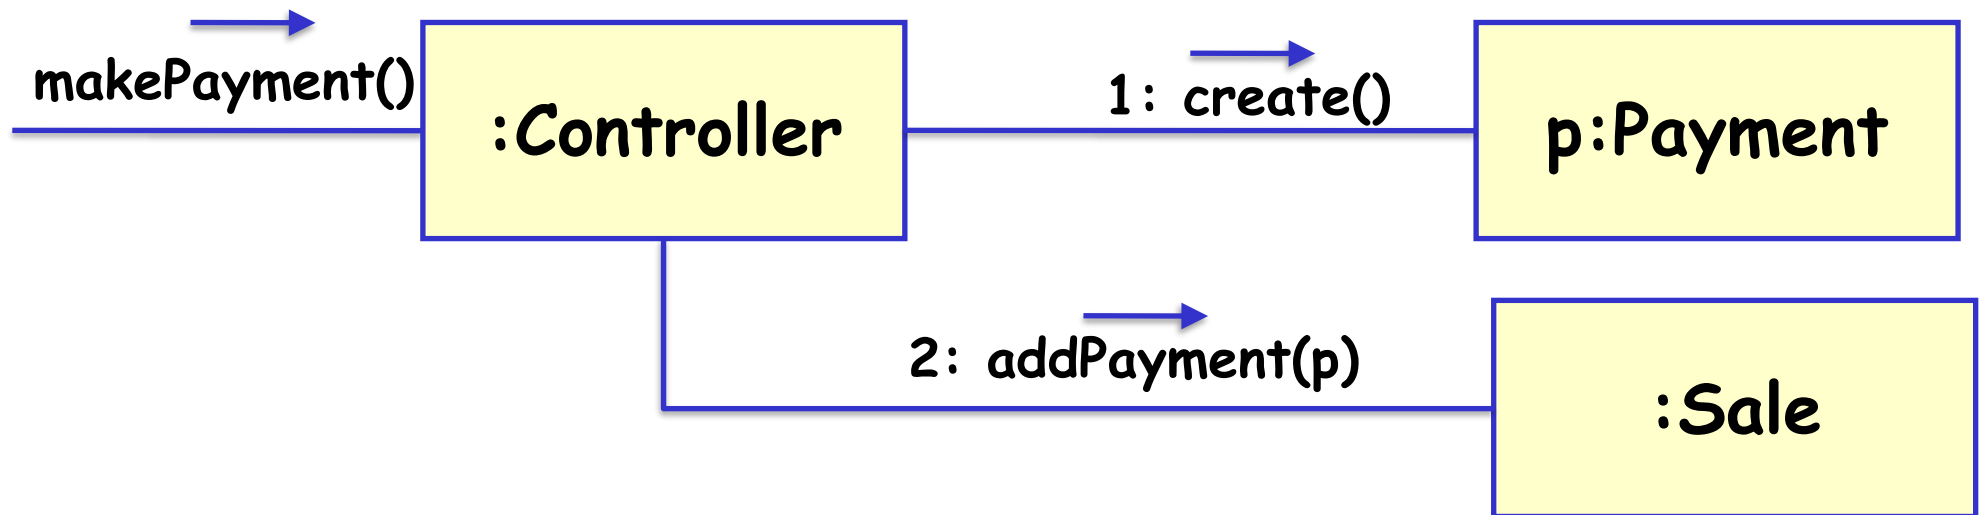 makePayment()
:Controller
1: create()
p:Payment
2: addPayment(p)
:Sale